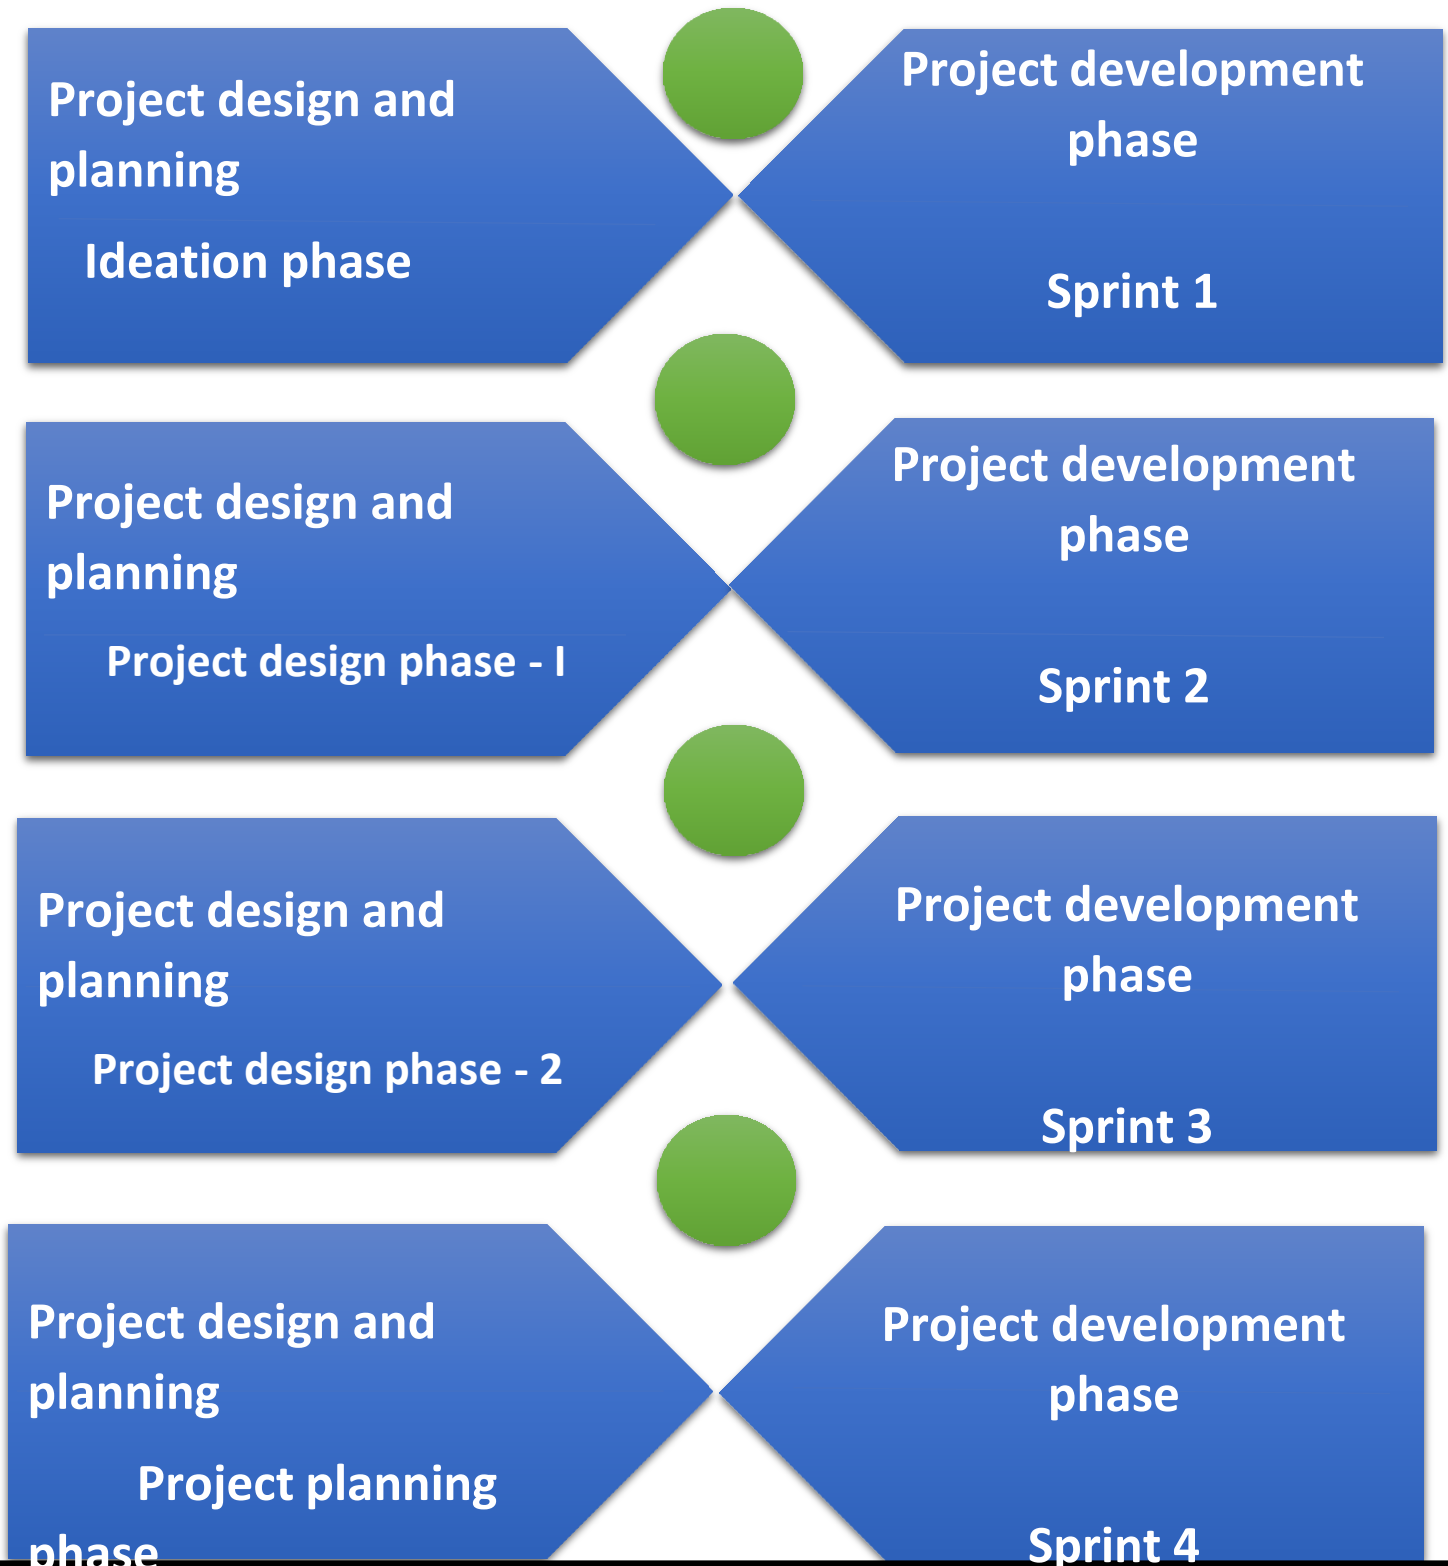 Project design and
planning
Ideation phase
Project development
phase
Sprint 1
Project design and
planning
Project design phase - I
Project development
phase
Sprint 2
Project design and
planning
Project design phase - 2
Project development
phase
Sprint 3
Project design and
planning
Project planning
phase
Project development
phase
Sprint 4